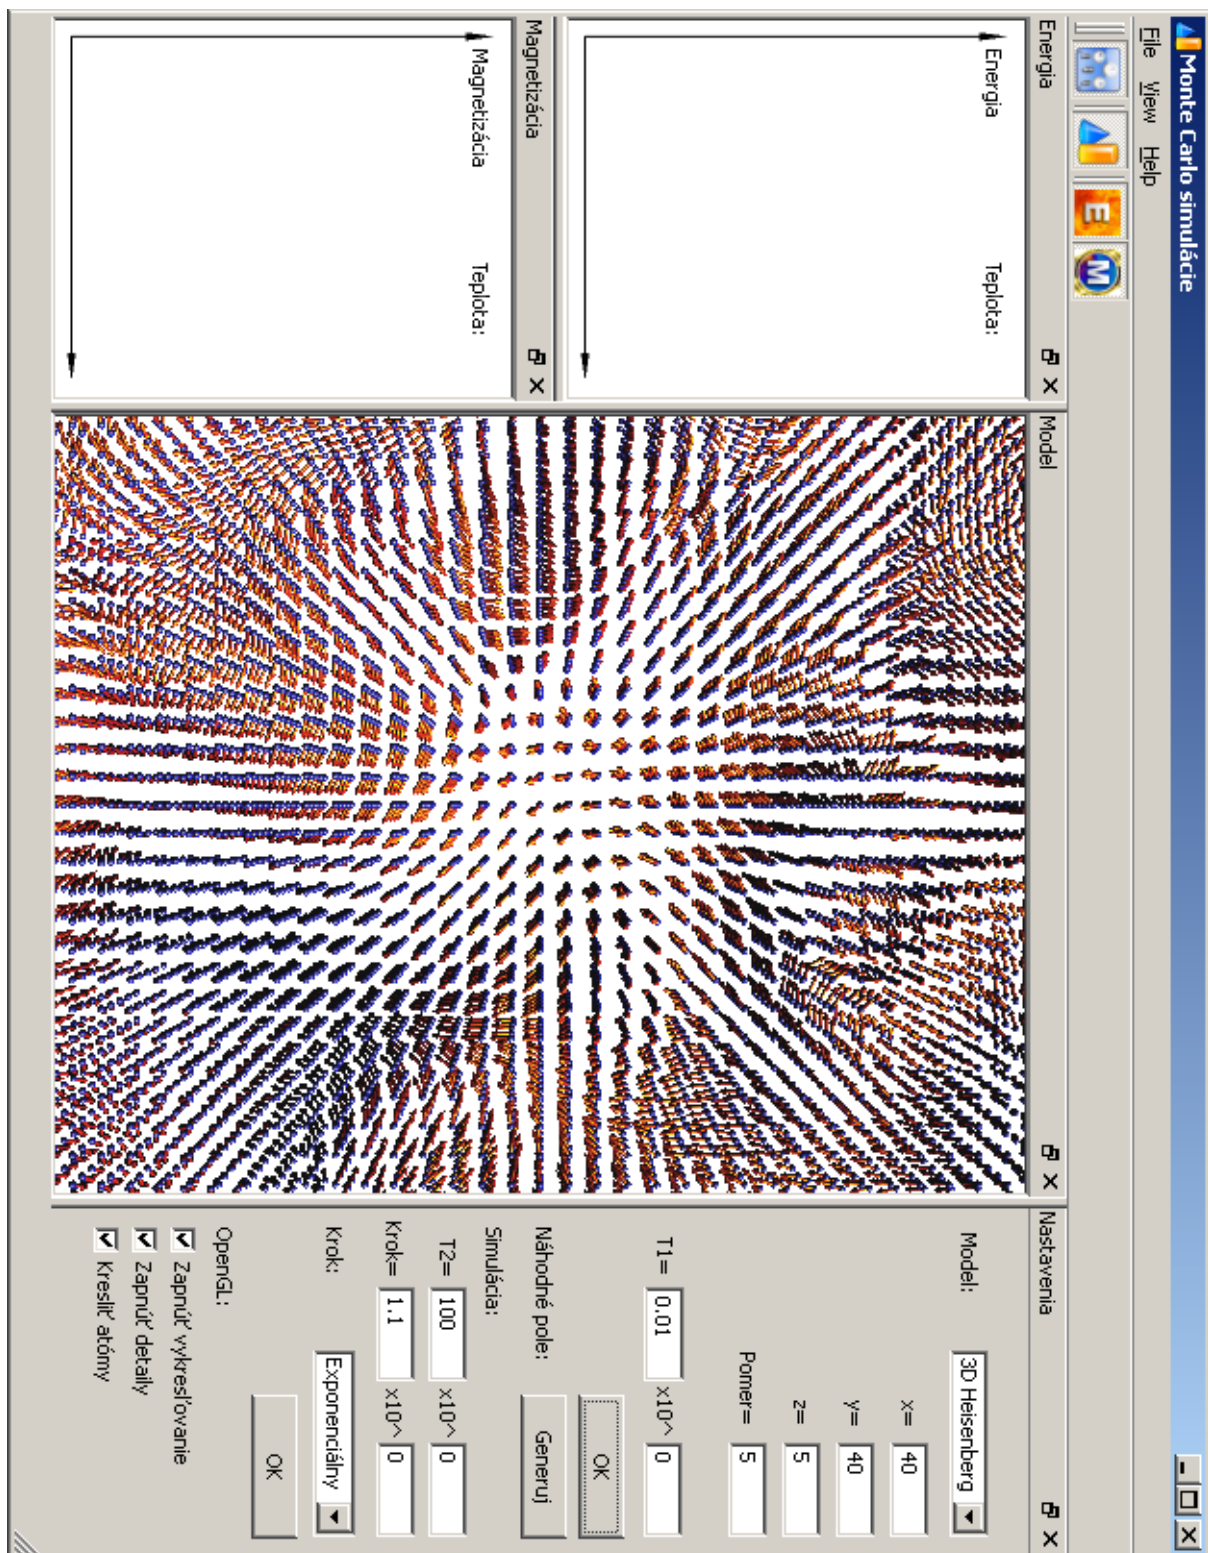 Monte Carlo simulácie
File View Help
E M
Energia
Energia
Teplota:
Magnetizácia
Magnetizácia
Teplota:
Model
Nastavenia
Model: 3D Heisenberg
x= 40
y= 40
z= 5
Pomer= 5
T1= 0.01 x10^ 0
OK
Náhodné pole: Generuj
Simulácia:
T2= 100 x10^ 0
Krok= 1.1 x10^ 0
Krok: Exponenciálny
OK
OpenGL:
Zapnúť vykresľovanie
Zapnúť detaily
Kresliť atómy